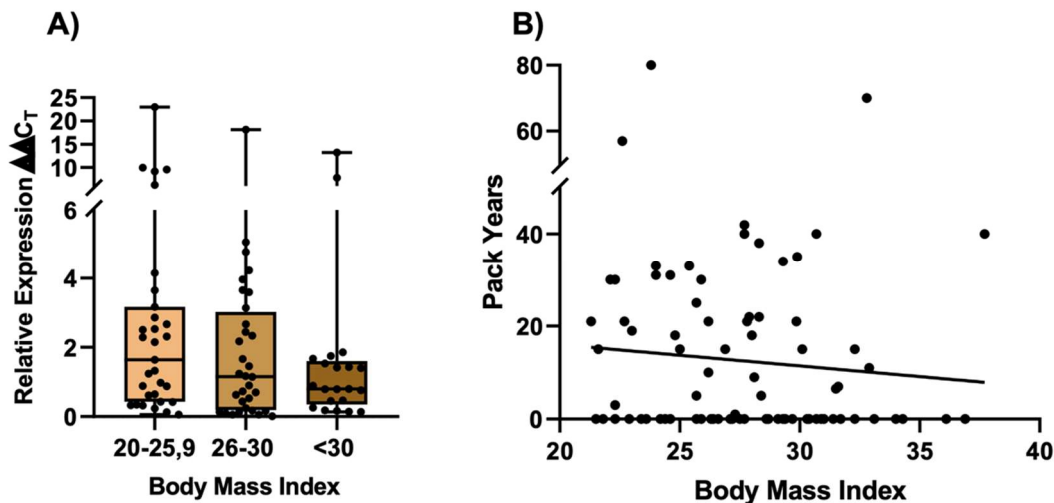 A)
Relative Expression ▲▲CT
25
20
15
10
6
4
2
0
20-25,9 26-30 <30
Body Mass Index
B)
Pack Years
80
60
40
20
0
20 25 30 35 40
Body Mass Index